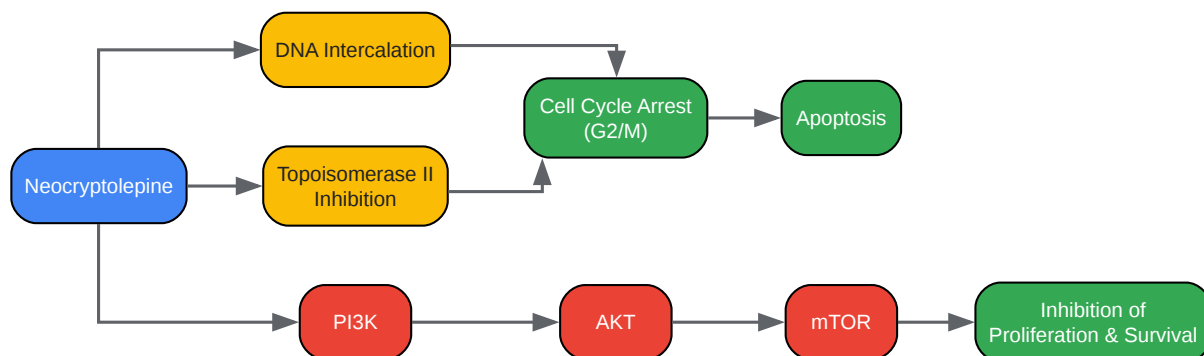 DNA Intercalation
Cell Cycle Arrest
(G2/M)
Apoptosis
Neocryptolepine
Topoisomerase II
Inhibition
PI3K
AKT
mTOR
Inhibition of
Proliferation & Survival